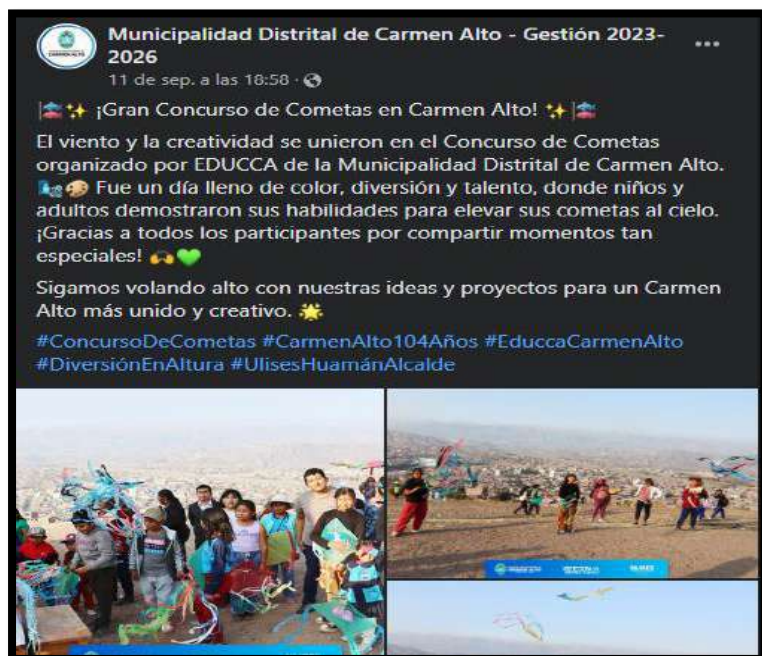 Municipalidad Distrital de Carmen Alto - Gestión 2023-
2026
11 de sep. a las 18:58 ·
¡Gran Concurso de Cometas en Carmen Alto!
El viento y la creatividad se unieron en el Concurso de Cometas
organizado por EDUCCA de la Municipalidad Distrital de Carmen Alto.
Fue un día lleno de color, diversión y talento, donde niños y
adultos demostraron sus habilidades para elevar sus cometas al cielo.
¡Gracias a todos los participantes por compartir momentos tan
especiales!
Sigamos volando alto con nuestras ideas y proyectos para un Carmen
Alto más unido y creativo.
#ConcursoDeCometas #CarmenAlto104Años #EduccaCarmenAlto
#DiversiónEnAltura #UlisesHuamánAlcalde